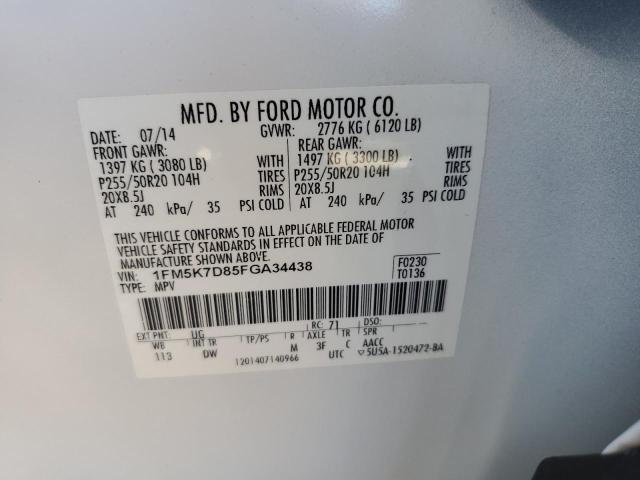 MFD. BY FORD MOTOR CO.
DATE: 07/14 GVWR: 2776 KG ( 6120 LB)
FRONT GAWR: REAR GAWR:
1397 KG ( 3080 LB) WITH 1497 KG ( 3300 LB) WITH
P255/50R20 104H TIRES P255/50R20 104H TIRES
20X8.5J RIMS 20X8.5J RIMS
AT 240 kPa/ 35 PSI COLD AT 240 kPa/ 35 PSI COLD
THIS VEHICLE CONFORMS TO ALL APPLICABLE FEDERAL MOTOR
VEHICLE SAFETY STANDARDS IN EFFECT ON THE DATE OF
MANUFACTURE SHOWN ABOVE.
VIN: 1FM5K7D85FGA34438 F0230
TYPE: MPV T0136
EXT PNT: UG RC: 71 DSO:
WB INT TR TP/PS R AXLE TR SPR
113 DW M 3F C AACC
1201407140966 UTC 5U5A-1520472-BA